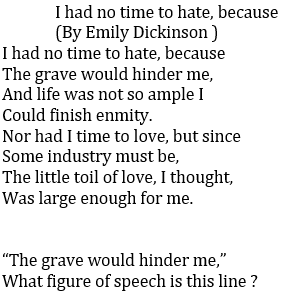 I had no time to hate, because
(By Emily Dickinson )
I had no time to hate, because
The grave would hinder me,
And life was not so ample I
Could finish enmity.
Nor had I time to love, but since
Some industry must be,
The little toil of love, I thought,
Was large enough for me.
“The grave would hinder me,”
What figure of speech is this line ?